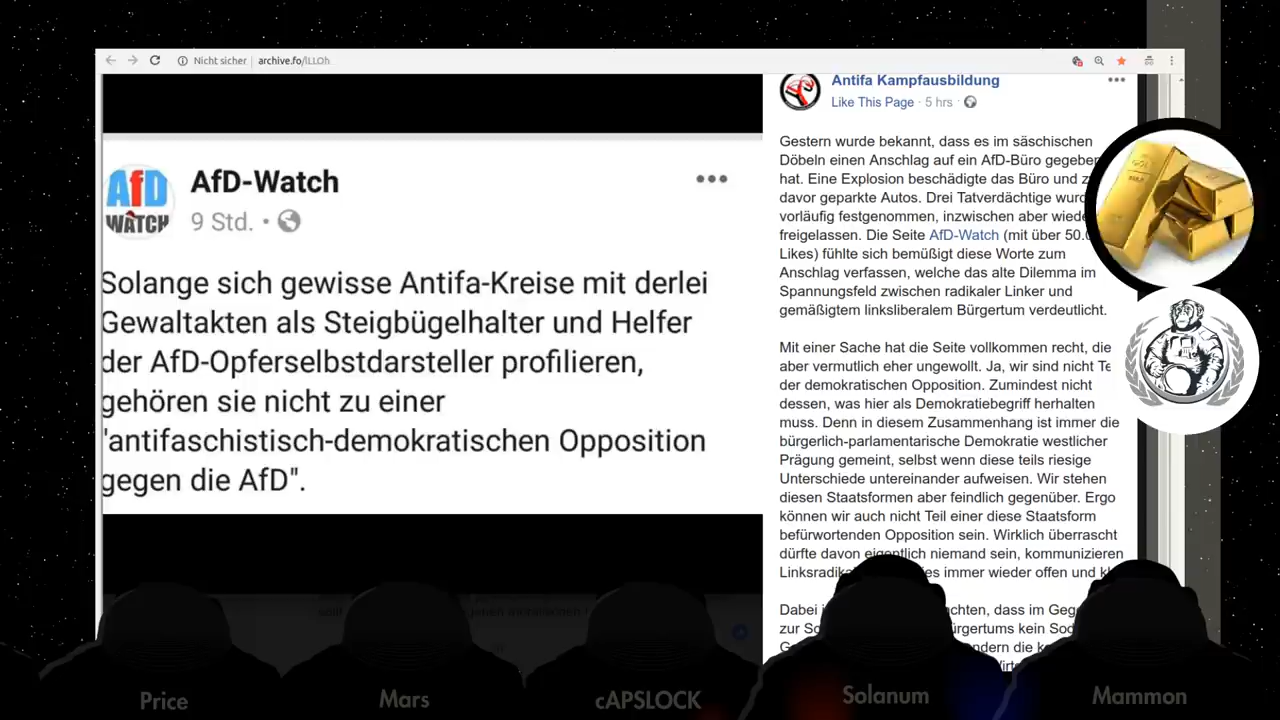 Nicht sicher
archive.fo/lLLOh
AfD
WATCH
AfD-Watch
9 Std.
Solange sich gewisse Antifa-Kreise mit derlei
Gewaltakten als Steigbügelhalter und Helfer
der AfD-Opferselbstdarsteller profilieren,
gehören sie nicht zu einer
"antifaschistisch-demokratischen Opposition
gegen die AfD".
Antifa Kampfausbildung
Like This Page · 5 hrs ·
Gestern wurde bekannt, dass es im säschischen
Döbeln einen Anschlag auf ein AfD-Büro gegeben
hat. Eine Explosion beschädigte das Büro und
davor geparkte Autos. Drei Tatverdächtige
vorläufig festgenommen, inzwischen aber
freigelassen. Die Seite AfD-Watch (mit über
Likes) fühlte sich bemüßigt diese Worte zum
Anschlag verfassen, welche das alte Dilemma im
Spannungsfeld zwischen radikaler Linker und
gemäßigtem linksliberalem Bürgertum verdeutlicht.
Mit einer Sache hat die Seite vollkommen recht, die
aber vermutlich eher ungewollt. Ja, wir sind nicht
der demokratischen Opposition. Zumindest nicht
dessen, was hier als Demokratiebegriff herhalten
muss. Denn in diesem Zusammenhang ist immer die
bürgerlich-parlamentarische Demokratie westlicher
Prägung gemeint, selbst wenn diese teils riesige
Unterschiede untereinander aufweisen. Wir stehen
diesen Staatsformen aber feindlich gegenüber. Ergo
können wir auch nicht Teil einer diese Staatsform
befürwortenden Opposition sein. Wirklich überrascht
dürfte davon eigentlich niemand sein, kommunizieren
immer wieder offen und
Dabei dass im
zur
die
Price
Mars
cAPSLOCK
Solanum
Mammon